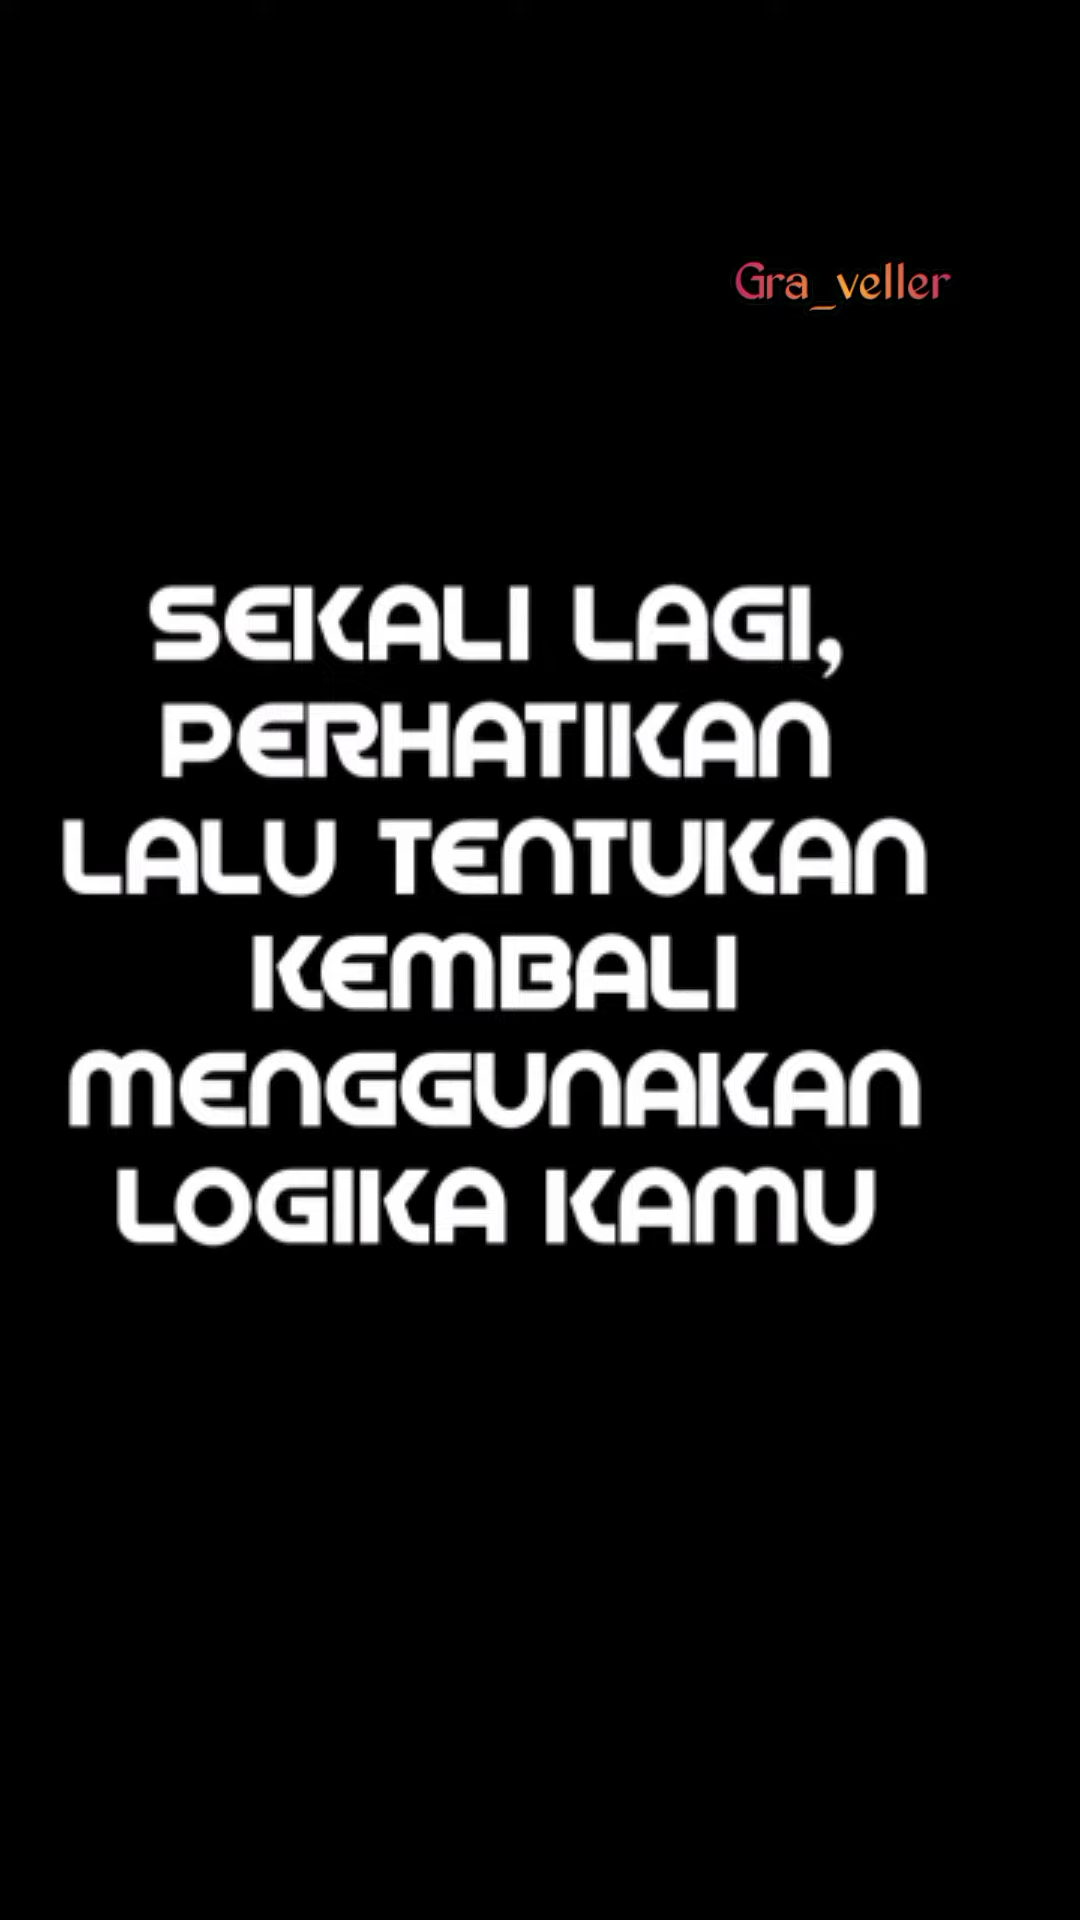 Gra_veller
SEKALI LAGI,
PERHATIKAN
LALU TENTUKAN
KEMBALI
MENGGUNAKAN
LOGIKA KAMU